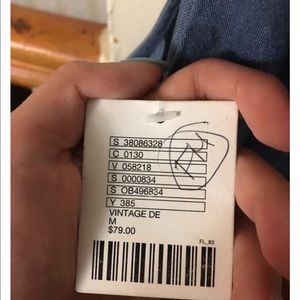 S 38086328
C 0130
V 058218
S 0000834
S OB496834
Y 385
VINTAGE DE
M
$79.00
FL_83